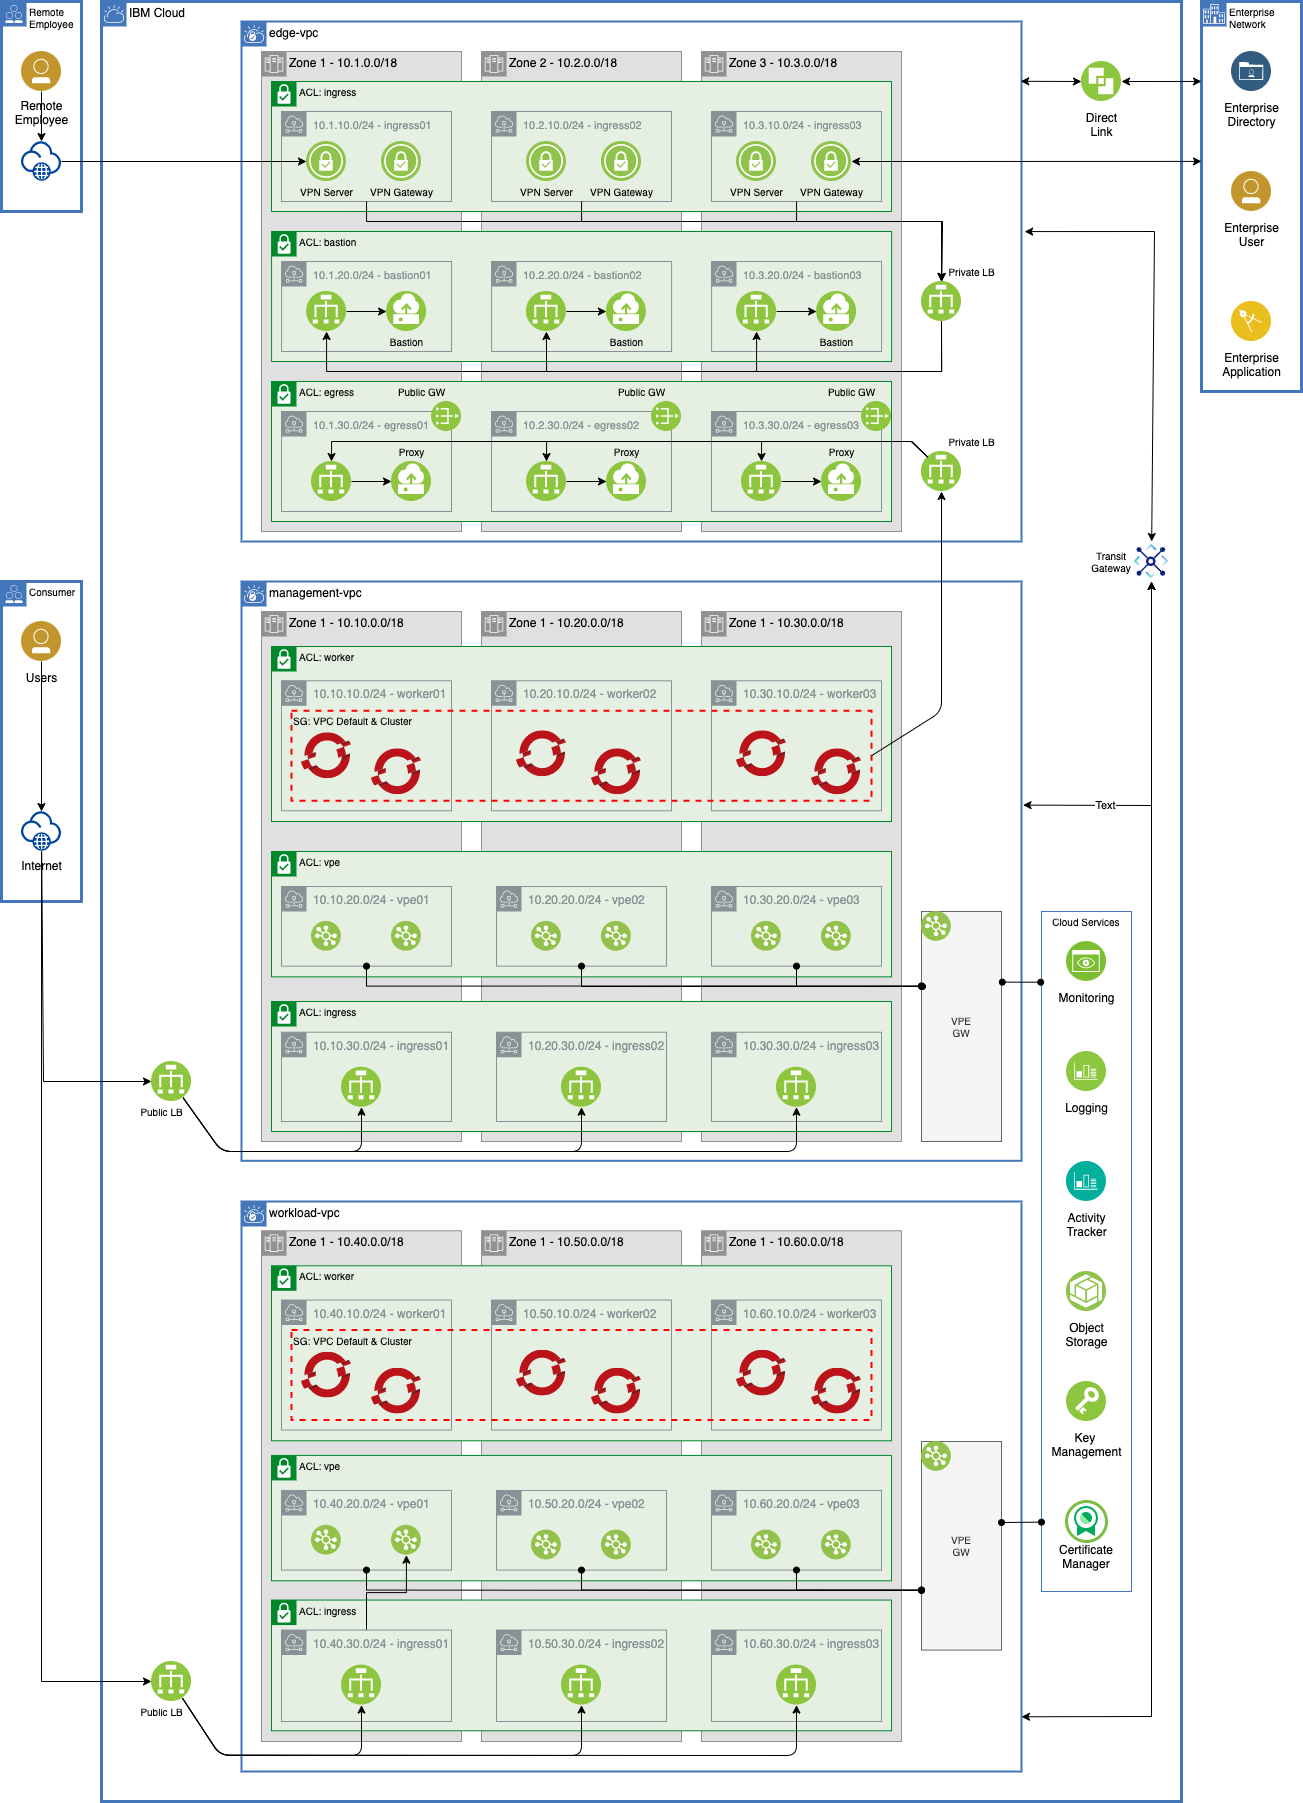 Remote
Employee
Remote
Employee
IBM Cloud
edge-vpc
Zone 1 - 10.1.0.0/18
Zone 2 - 10.2.0.0/18
Zone 3 - 10.3.0.0/18
ACL: ingress
10.1.10.0/24 - ingress01
10.2.10.0/24 - ingress02
10.3.10.0/24 - ingress03
VPN Server
VPN Gateway
VPN Server
VPN Gateway
VPN Server
VPN Gateway
ACL: bastion
10.1.20.0/24 - bastion01
10.2.20.0/24 - bastion02
10.3.20.0/24 - bastion03
Bastion
Bastion
Bastion
Private LB
ACL: egress
Public GW
Public GW
Public GW
10.1.30.0/24 - egress01
10.2.30.0/24 - egress02
10.3.30.0/24 - egress03
Proxy
Proxy
Proxy
Private LB
Direct
Link
Enterprise
Network
Enterprise
Directory
Enterprise
User
Enterprise
Application
Transit
Gateway
Consumer
Users
Internet
management-vpc
Zone 1 - 10.10.0.0/18
Zone 1 - 10.20.0.0/18
Zone 1 - 10.30.0.0/18
ACL: worker
10.10.10.0/24 - worker01
10.20.10.0/24 - worker02
10.30.10.0/24 - worker03
SG: VPC Default & Cluster
Text
ACL: vpe
10.10.20.0/24 - vpe01
10.20.20.0/24 - vpe02
10.30.20.0/24 - vpe03
VPE
GW
ACL: ingress
10.10.30.0/24 - ingress01
10.20.30.0/24 - ingress02
10.30.30.0/24 - ingress03
Public LB
Cloud Services
Monitoring
Logging
Activity
Tracker
Object
Storage
Key
Management
Certificate
Manager
workload-vpc
Zone 1 - 10.40.0.0/18
Zone 1 - 10.50.0.0/18
Zone 1 - 10.60.0.0/18
ACL: worker
10.40.10.0/24 - worker01
10.50.10.0/24 - worker02
10.60.10.0/24 - worker03
SG: VPC Default & Cluster
ACL: vpe
10.40.20.0/24 - vpe01
10.50.20.0/24 - vpe02
10.60.20.0/24 - vpe03
VPE
GW
ACL: ingress
10.40.30.0/24 - ingress01
10.50.30.0/24 - ingress02
10.60.30.0/24 - ingress03
Public LB